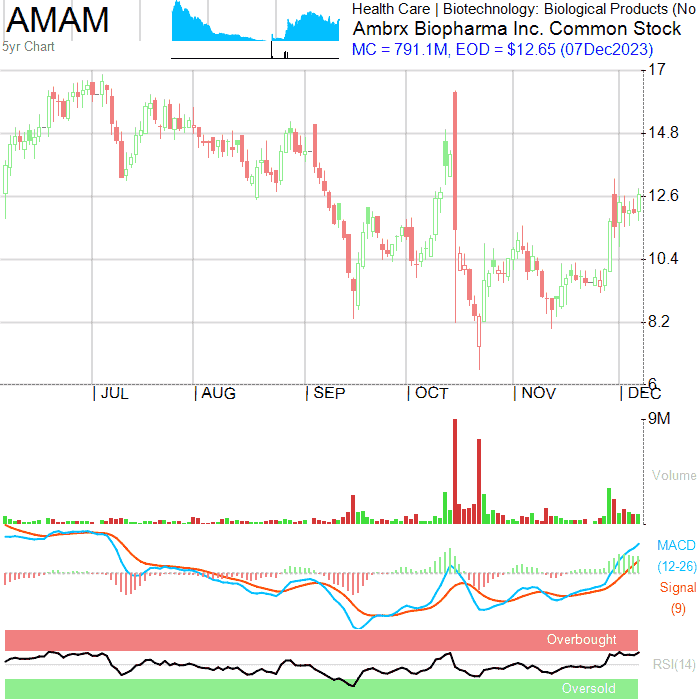 AMAM
5yr Chart
Health Care | Biotechnology: Biological Products (No
Ambrx Biopharma Inc. Common Stock
MC = 791.1M, EOD = $12.65 (07Dec2023)
17
14.8
12.6
10.4
8.2
6
| JUL | AUG | SEP | OCT | NOV | DEC
9M
Volume
MACD
(12-26)
Signal
(9)
Overbought
RSI(14)
Oversold